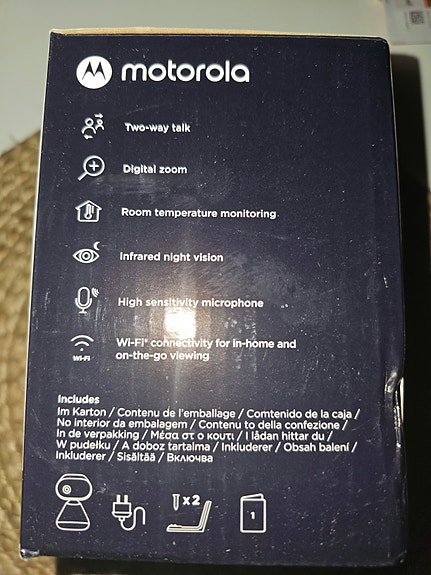 motorola
Two-way talk
Digital zoom
Room temperature monitoring
Infrared night vision
High sensitivity microphone
WI-FI
Wi-Fi® connectivity for in-home and
on-the-go viewing
Includes
Im Karton / Contenu de l'emballage / Comtenido de la caja /
No interior da embalagem / Contenu to della confezione /
In de verpakking / Μέσα στ ο κουτι / I lådan hittar du /
W pudełku / A doboz tartalma / Inkluderer / Obsah balení /
Inkluderer / Sisältää / Включва
x2
1